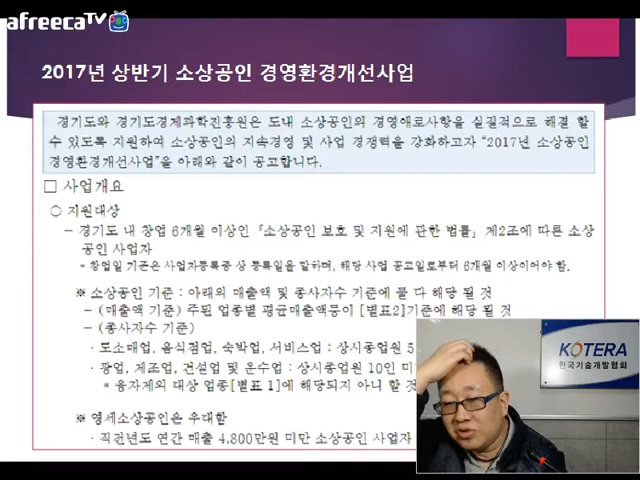 afreecaTV
2017년 상반기 소상공인 경영환경개선사업
경기도와 경기도경제과학진흥원은 도내 소상공인의 경영애로사항을 실질적으로 해결 할
수 있도록 지원하여 소상공인의 지속경영 및 사업 경쟁력을 강화하고자 "2017년 소상공인
경영환경개선사업"을 아래와 같이 공고합니다.
□ 사업개요
○ 지원대상
- 경기도 내 창업 6개월 이상인 「소상공인 보호 및 지원에 관한 법률」 제2조에 따른 소상
공인 사업자
* 창업일 기준은 사업자등록증 상 등록일을 말하며, 해당 사업 공고일로부터 6개월 이상이어야 함.
※ 소상공인 기준 : 아래의 매출액 및 종사자수 기준에 둘 다 해당 될 것
- (매출액 기준) 주된 업종별 평균매출액등이 [별표2]기준에 해당 될 것
- (종사자수 기준)
· 도소매업, 음식점업, 숙박업, 서비스업 : 상시종업원 5
· 광업, 제조업, 건설업 및 운수업 : 상시종업원 10인 미
* 융자제외 대상 업종[별표 1]에 해당되지 아니 할 것
※ 영세소상공인은 우대함
· 직전년도 연간 매출 4,800만원 미만 소상공인 사업자
KOTERA
한국기술개발협회